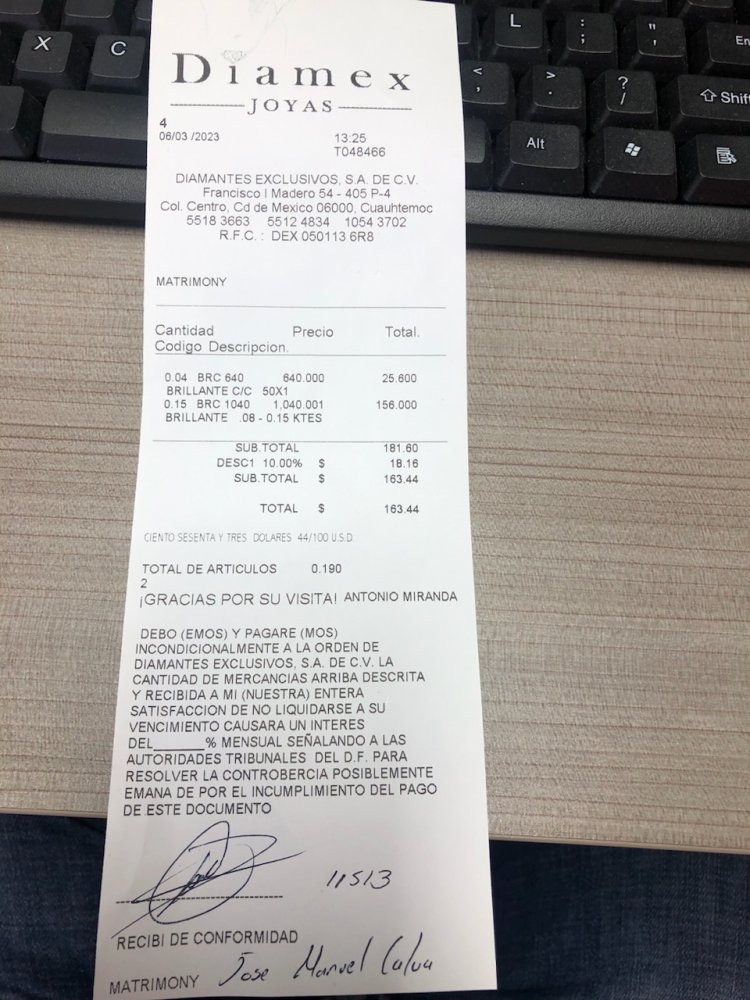 Diamex
JOYAS
4
06/03 /2023 13:25
T048466
DIAMANTES EXCLUSIVOS, S.A. DE C.V.
Francisco I Madero 54 - 405 P-4
Col. Centro, Cd de Mexico 06000, Cuauhtemoc
5518 3663 5512 4834 1054 3702
R.F.C. : DEX 050113 6R8
MATRIMONY
Cantidad Precio Total.
Codigo Descripcion.
0.04 BRC 640 640.000 25.600
BRILLANTE C/C 50X1
0.15 BRC 1040 1,040.001 156.000
BRILLANTE .08 - 0.15 KTES
SUB.TOTAL 181.60
DESC1 10.00% $ 18.16
SUB.TOTAL $ 163.44
TOTAL $ 163.44
CIENTO SESENTA Y TRES DOLARES 44/100 U.S.D.
TOTAL DE ARTICULOS 0.190
2
¡GRACIAS POR SU VISITA! ANTONIO MIRANDA
DEBO (EMOS) Y PAGARE (MOS)
INCONDICIONALMENTE A LA ORDEN DE
DIAMANTES EXCLUSIVOS, S.A. DE C.V. LA
CANTIDAD DE MERCANCIAS ARRIBA DESCRITA
Y RECIBIDA A MI (NUESTRA) ENTERA
SATISFACCION DE NO LIQUIDARSE A SU
VENCIMIENTO CAUSARA UN INTERES
DEL______% MENSUAL SEÑALANDO A LAS
AUTORIDADES TRIBUNALES DEL D.F. PARA
RESOLVER LA CONTROBERCIA POSIBLEMENTE
EMANA DE POR EL INCUMPLIMIENTO DEL PAGO
DE ESTE DOCUMENTO
11513
RECIBI DE CONFORMIDAD
MATRIMONY Jose Manuel
X
C
L
:
;
"
'
<
,
>
.
?
/
Shift
Alt